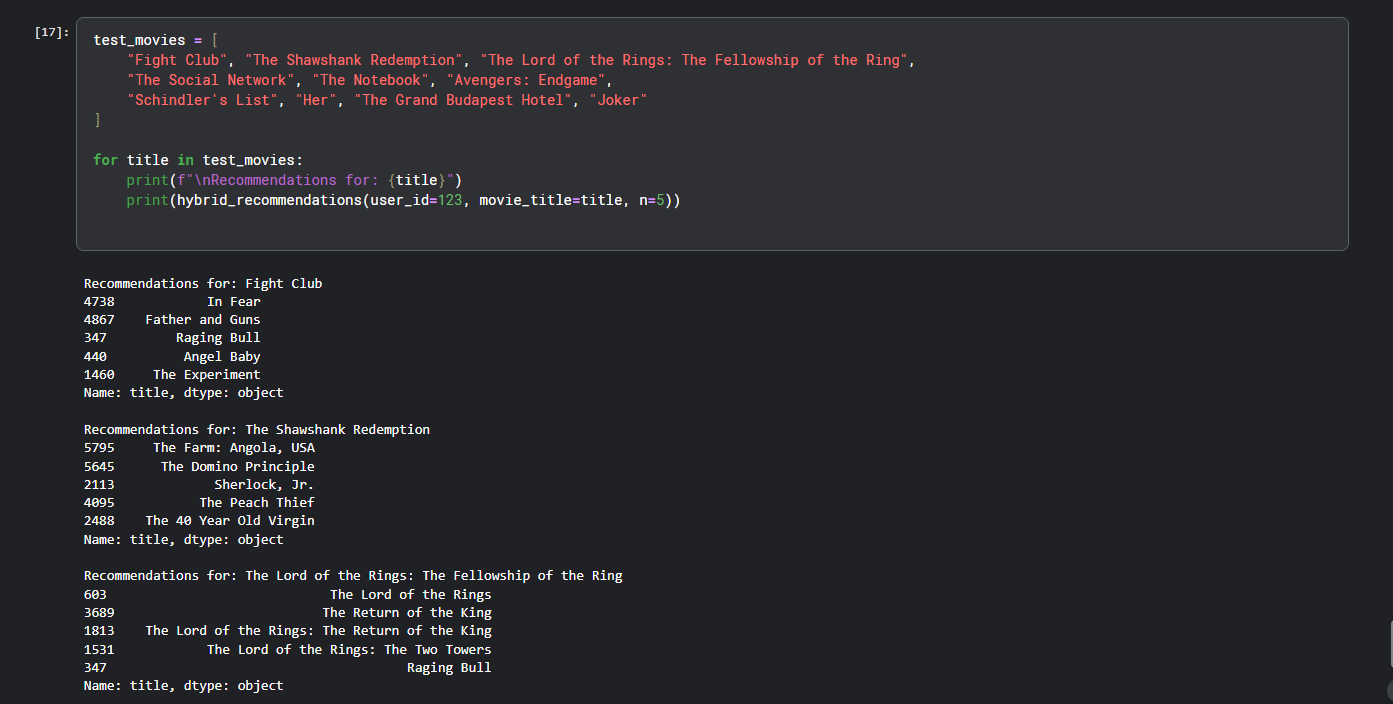 [17]:
test_movies = [
    "Fight Club", "The Shawshank Redemption", "The Lord of the Rings: The Fellowship of the Ring",
    "The Social Network", "The Notebook", "Avengers: Endgame",
    "Schindler's List", "Her", "The Grand Budapest Hotel", "Joker"
]
for title in test_movies:
    print(f"\nRecommendations for: {title}")
    print(hybrid_recommendations(user_id=123, movie_title=title, n=5))
Recommendations for: Fight Club
4738            In Fear
4867    Father and Guns
347         Raging Bull
440          Angel Baby
1460     The Experiment
Name: title, dtype: object
Recommendations for: The Shawshank Redemption
5795     The Farm: Angola, USA
5645      The Domino Principle
2113             Sherlock, Jr.
4095           The Peach Thief
2488    The 40 Year Old Virgin
Name: title, dtype: object
Recommendations for: The Lord of the Rings: The Fellowship of the Ring
603                             The Lord of the Rings
3689                           The Return of the King
1813    The Lord of the Rings: The Return of the King
1531            The Lord of the Rings: The Two Towers
347                                       Raging Bull
Name: title, dtype: object